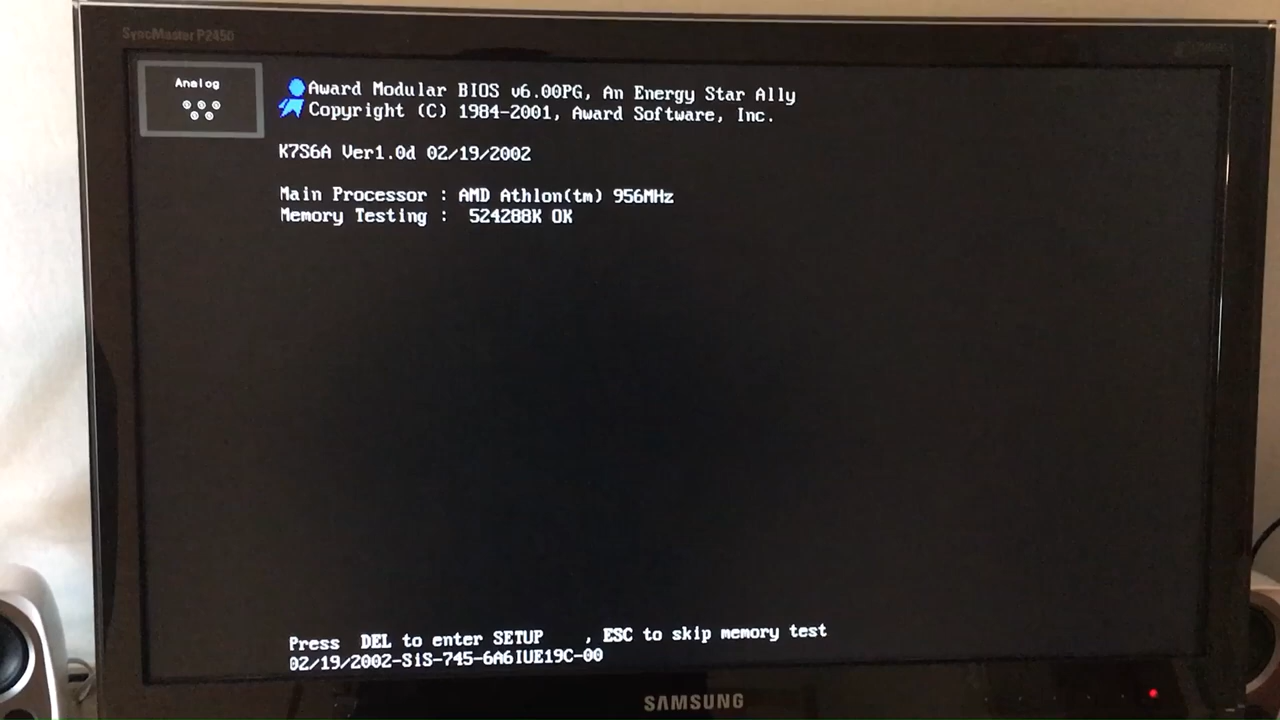 SyncMaster P2450
Analog
Award Modular BIOS v6.00PG, An Energy Star Ally
Copyright (C) 1984-2001, Award Software, Inc.
K7S6A Ver1.0d 02/19/2002
Main Processor : AMD Athlon(tm) 956MHz
Memory Testing : 524288K OK
Press DEL to enter SETUP , ESC to skip memory test
02/19/2002-SiS-745-6A6IUE19C-00
SAMSUNG